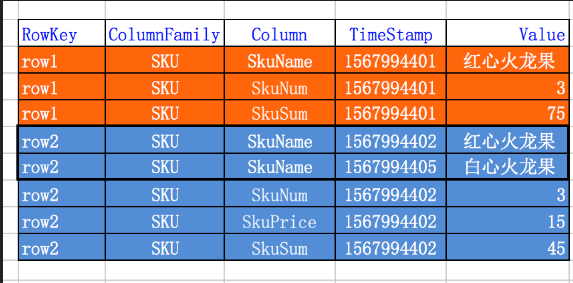 RowKey ColumnFamily Column TimeStamp Value
row1 SKU SkuName 1567994401 红心火龙果
row1 SKU SkuNum 1567994401 3
row1 SKU SkuSum 1567994401 75
row2 SKU SkuName 1567994402 红心火龙果
row2 SKU SkuName 1567994405 白心火龙果
row2 SKU SkuNum 1567994402 3
row2 SKU SkuPrice 1567994402 15
row2 SKU SkuSum 1567994402 45